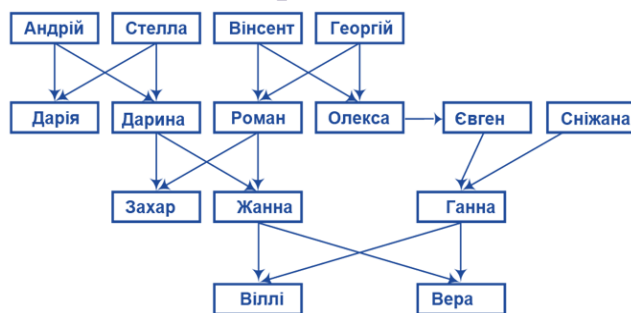 Андрій Стелла Вінсент Георгій
Дарія Дарина Роман Олекса Євген Сніжана
Захар Жанна Ганна
Віллі Вера